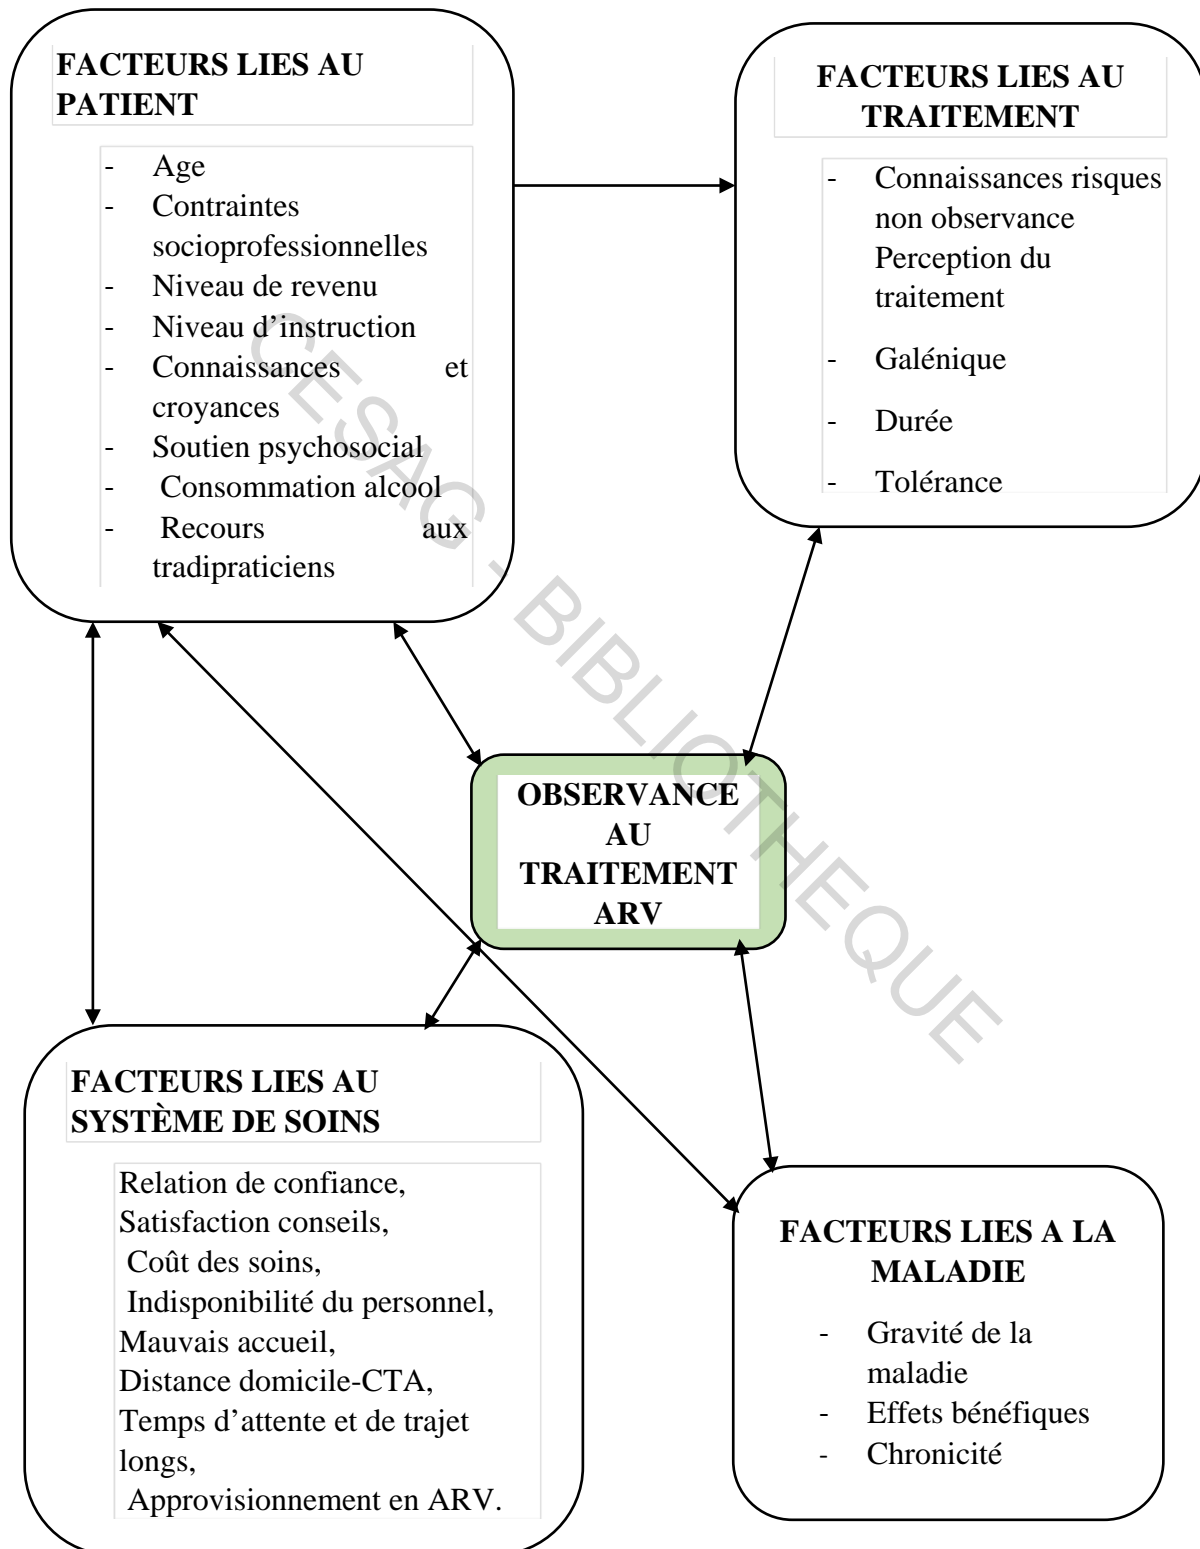 FACTEURS LIES AU
PATIENT
- Age
- Contraintes
socioprofessionnelles
- Niveau de revenu
- Niveau d’instruction
- Connaissances et
croyances
- Soutien psychosocial
- Consommation alcool
- Recours aux
tradipraticiens
FACTEURS LIES AU
TRAITEMENT
- Connaissances risques
non observance
Perception du
traitement
- Galénique
- Durée
- Tolérance
OBSERVANCE
AU
TRAITEMENT
ARV
FACTEURS LIES AU
SYSTÈME DE SOINS
Relation de confiance,
Satisfaction conseils,
Coût des soins,
Indisponibilité du personnel,
Mauvais accueil,
Distance domicile-CTA,
Temps d’attente et de trajet
longs,
Approvisionnement en ARV.
FACTEURS LIES A LA
MALADIE
- Gravité de la
maladie
- Effets bénéfiques
- Chronicité
CESAG - BIBLIOTHEQUE